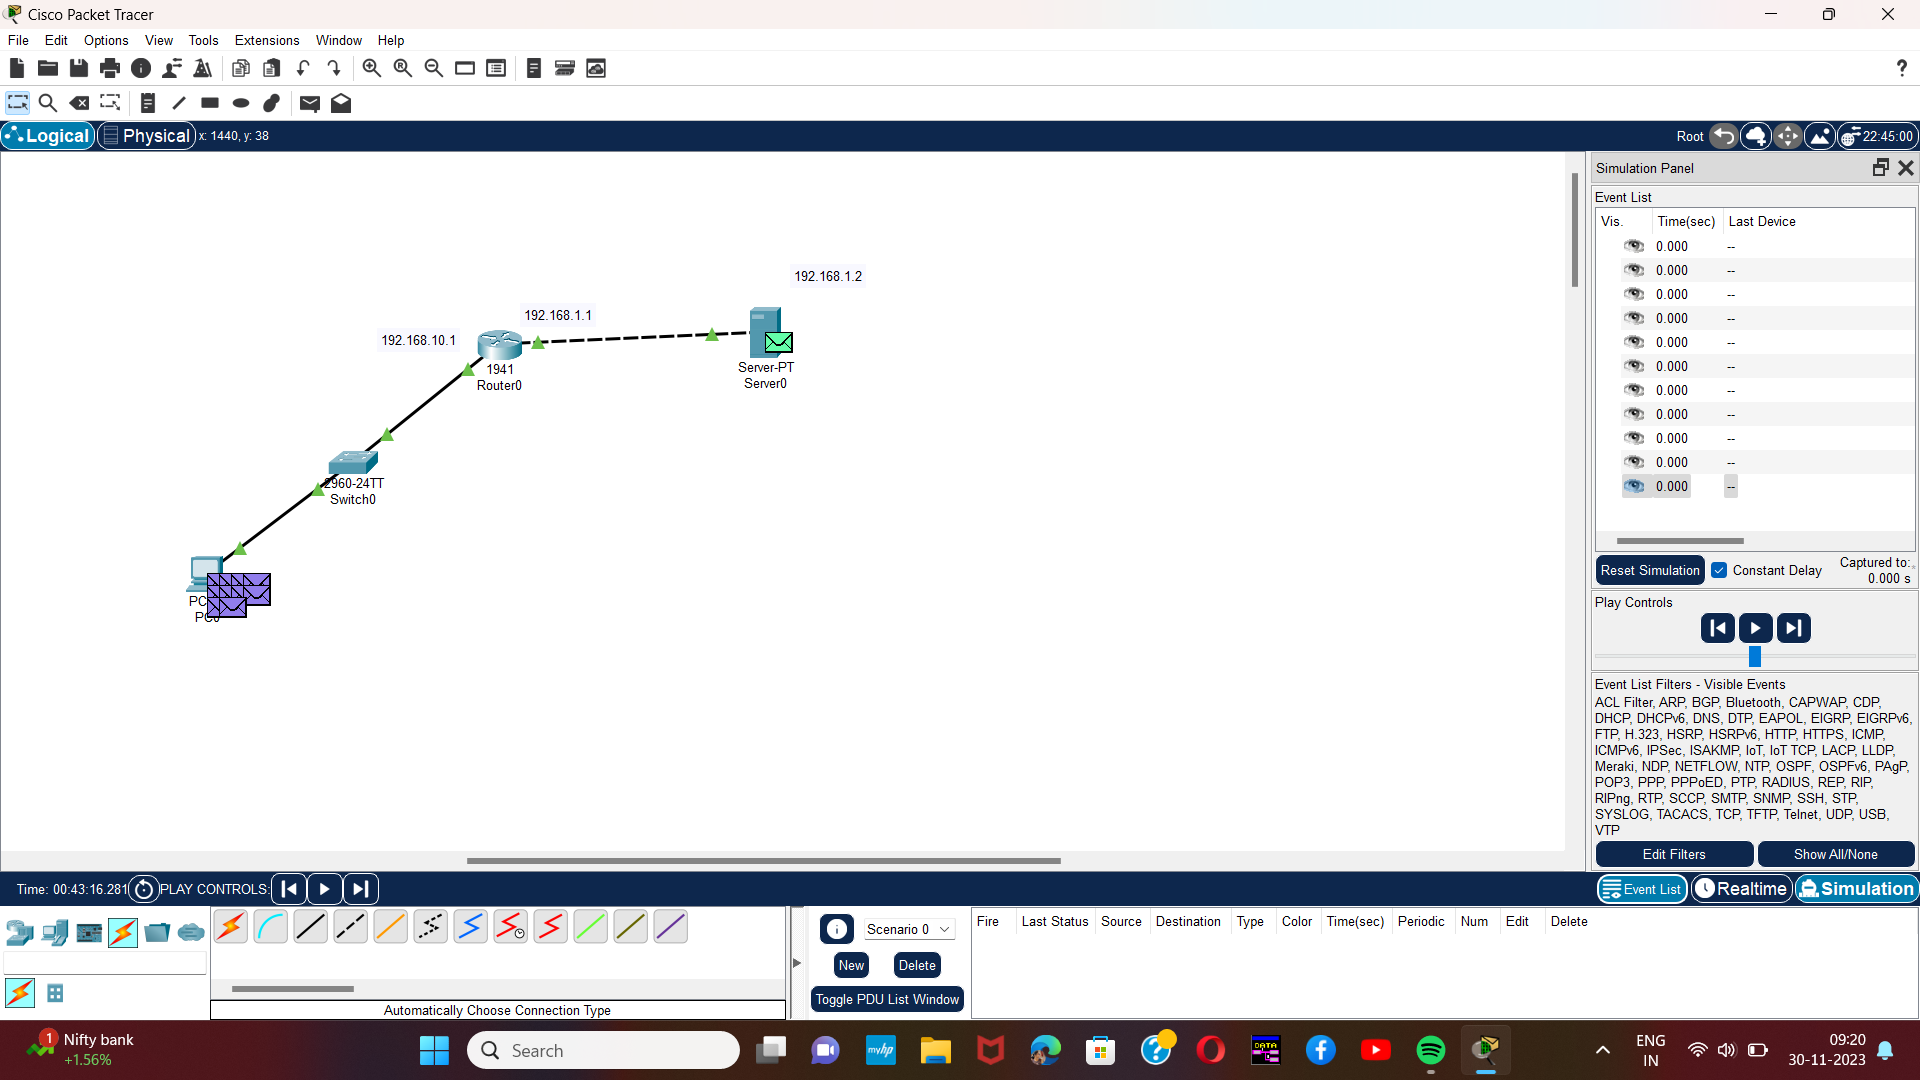 Cisco Packet Tracer
File Edit Options View Tools Extensions Window Help
?
Logical Physical x: 1440, y: 38
Root 22:45:00
192.168.1.2
192.168.1.1
192.168.10.1
1941
Router0
Server-PT
Server0
2960-24TT
Switch0
PC
PC0
Simulation Panel
Event List
Vis. Time(sec) Last Device
0.000 --
0.000 --
0.000 --
0.000 --
0.000 --
0.000 --
0.000 --
0.000 --
0.000 --
0.000 --
0.000 --
Reset Simulation Constant Delay Captured to:
0.000 s
Play Controls
Event List Filters - Visible Events
ACL Filter, ARP, BGP, Bluetooth, CAPWAP, CDP,
DHCP, DHCPv6, DNS, DTP, EAPOL, EIGRP, EIGRPv6,
FTP, H.323, HSRP, HSRPv6, HTTP, HTTPS, ICMP,
ICMPv6, IPSec, ISAKMP, IoT, IoT TCP, LACP, LLDP,
Meraki, NDP, NETFLOW, NTP, OSPF, OSPFv6, PAgP,
POP3, PPP, PPPoED, PTP, RADIUS, REP, RIP,
RIPng, RTP, SCCP, SMTP, SNMP, SSH, STP,
SYSLOG, TACACS, TCP, TFTP, Telnet, UDP, USB,
VTP
Edit Filters Show All/None
Time: 00:43:16.281 PLAY CONTROLS:
Event List Realtime Simulation
Scenario 0
New Delete
Toggle PDU List Window
Fire Last Status Source Destination Type Color Time(sec) Periodic Num Edit Delete
Automatically Choose Connection Type
1
Nifty bank
+1.56%
Search
myhp
DATA
ENG
IN
09:20
30-11-2023